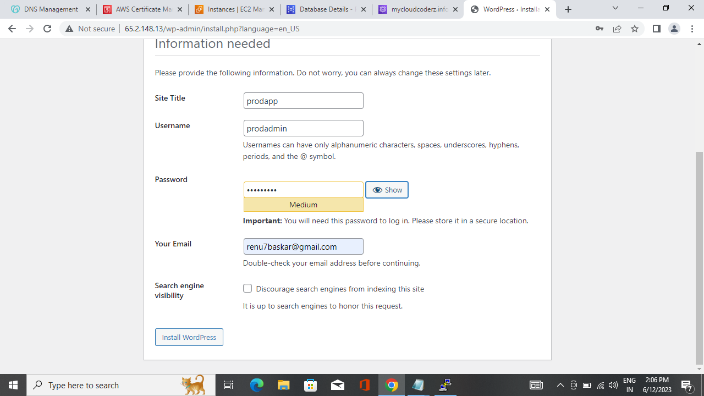 DNS Management
AWS Certificate Ma
Instances | EC2 Ma
Database Details -
mycloudcoderz.info
WordPress › Install
Not secure | 65.2.148.13/wp-admin/install.php?language=en_US
Information needed
Please provide the following information. Do not worry, you can always change these settings later.
Site Title
prodapp
Username
prodadmin
Usernames can have only alphanumeric characters, spaces, underscores, hyphens,
periods, and the @ symbol.
Password
•••••••••
Show
Medium
Important: You will need this password to log in. Please store it in a secure location.
Your Email
renu7baskar@gmail.com
Double-check your email address before continuing.
Search engine
visibility
Discourage search engines from indexing this site
It is up to search engines to honor this request.
Install WordPress
Type here to search
ENG
IN
2:06 PM
6/12/2023